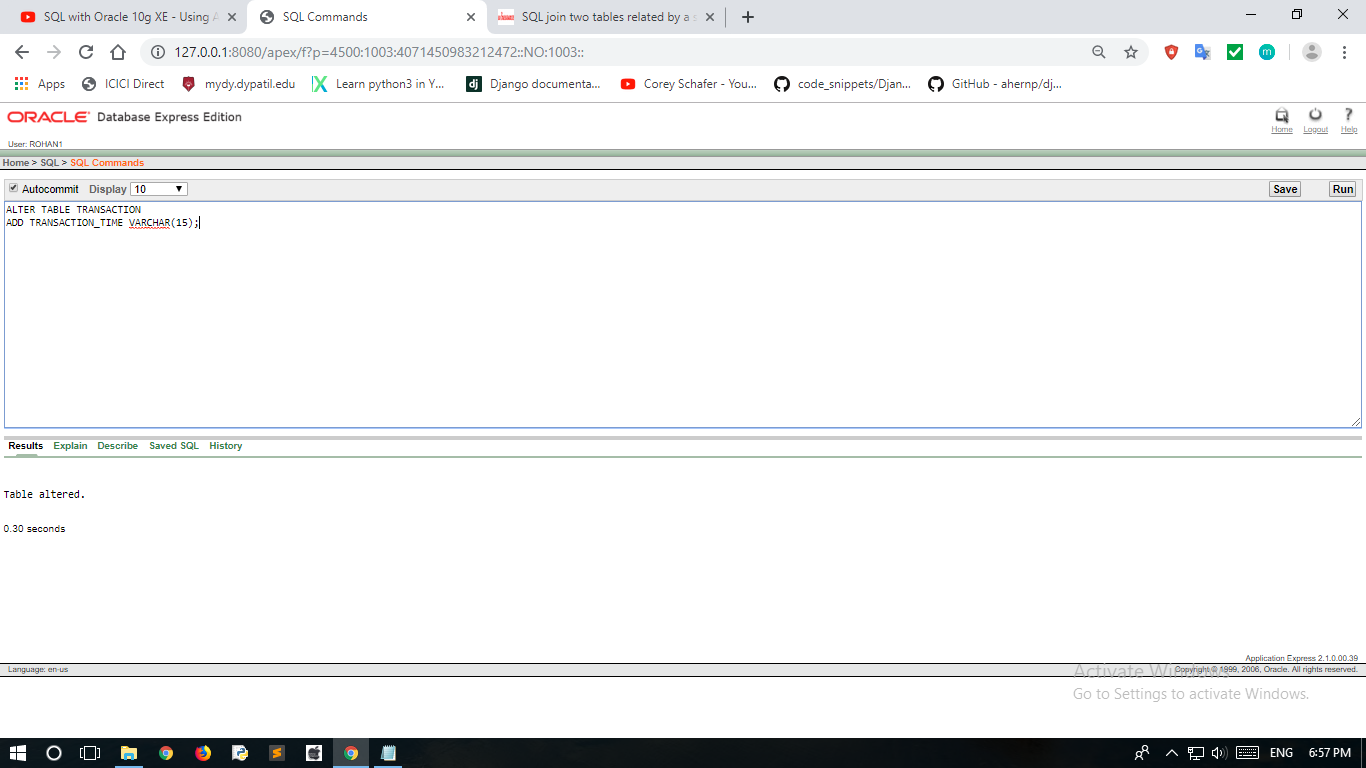 SQL with Oracle 10g XE - Using
SQL Commands
SQL join two tables related by a
127.0.0.1:8080/apex/f?p=4500:1003:4071450983212472::NO:1003::
Apps
ICICI Direct
mydy.dypatil.edu
Learn python3 in Y...
dj
Django documenta...
Corey Schafer - You...
code_snippets/Djan...
GitHub - ahernp/dj...
m
ORACLE Database Express Edition
Home
Logout
Help
User: ROHAN1
Home > SQL > SQL Commands
Autocommit Display 10
Save
Run
ALTER TABLE TRANSACTION
ADD TRANSACTION_TIME VARCHAR(15);
Results Explain Describe Saved SQL History
Table altered.
0.30 seconds
Application Express 2.1.0.00.39
Language: en-us
Copyright © 1999, 2006, Oracle. All rights reserved.
Activate Windows
Go to Settings to activate Windows.
ENG
6:57 PM